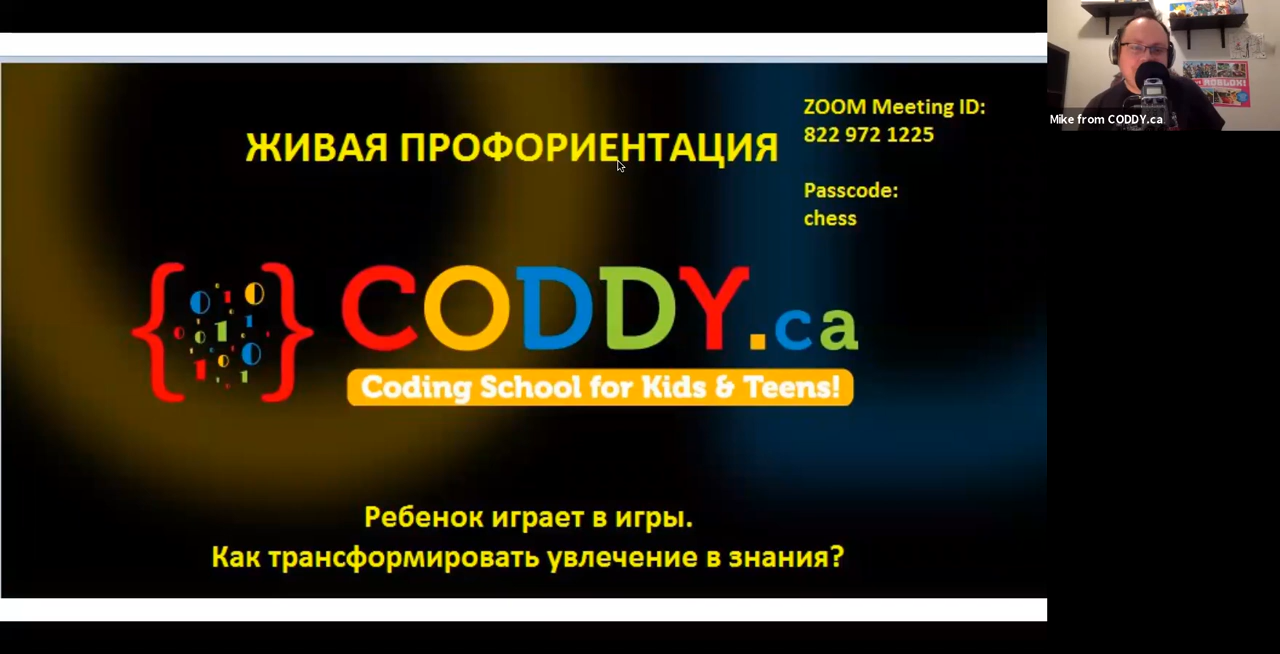 ЖИВАЯ ПРОФОРИЕНТАЦИЯ
ZOOM Meeting ID:
822 972 1225
Passcode:
chess
CODDY.ca
Coding School for Kids & Teens!
Ребенок играет в игры.
Как трансформировать увлечение в знания?
Mike from CODDY.ca
ROBLOX!